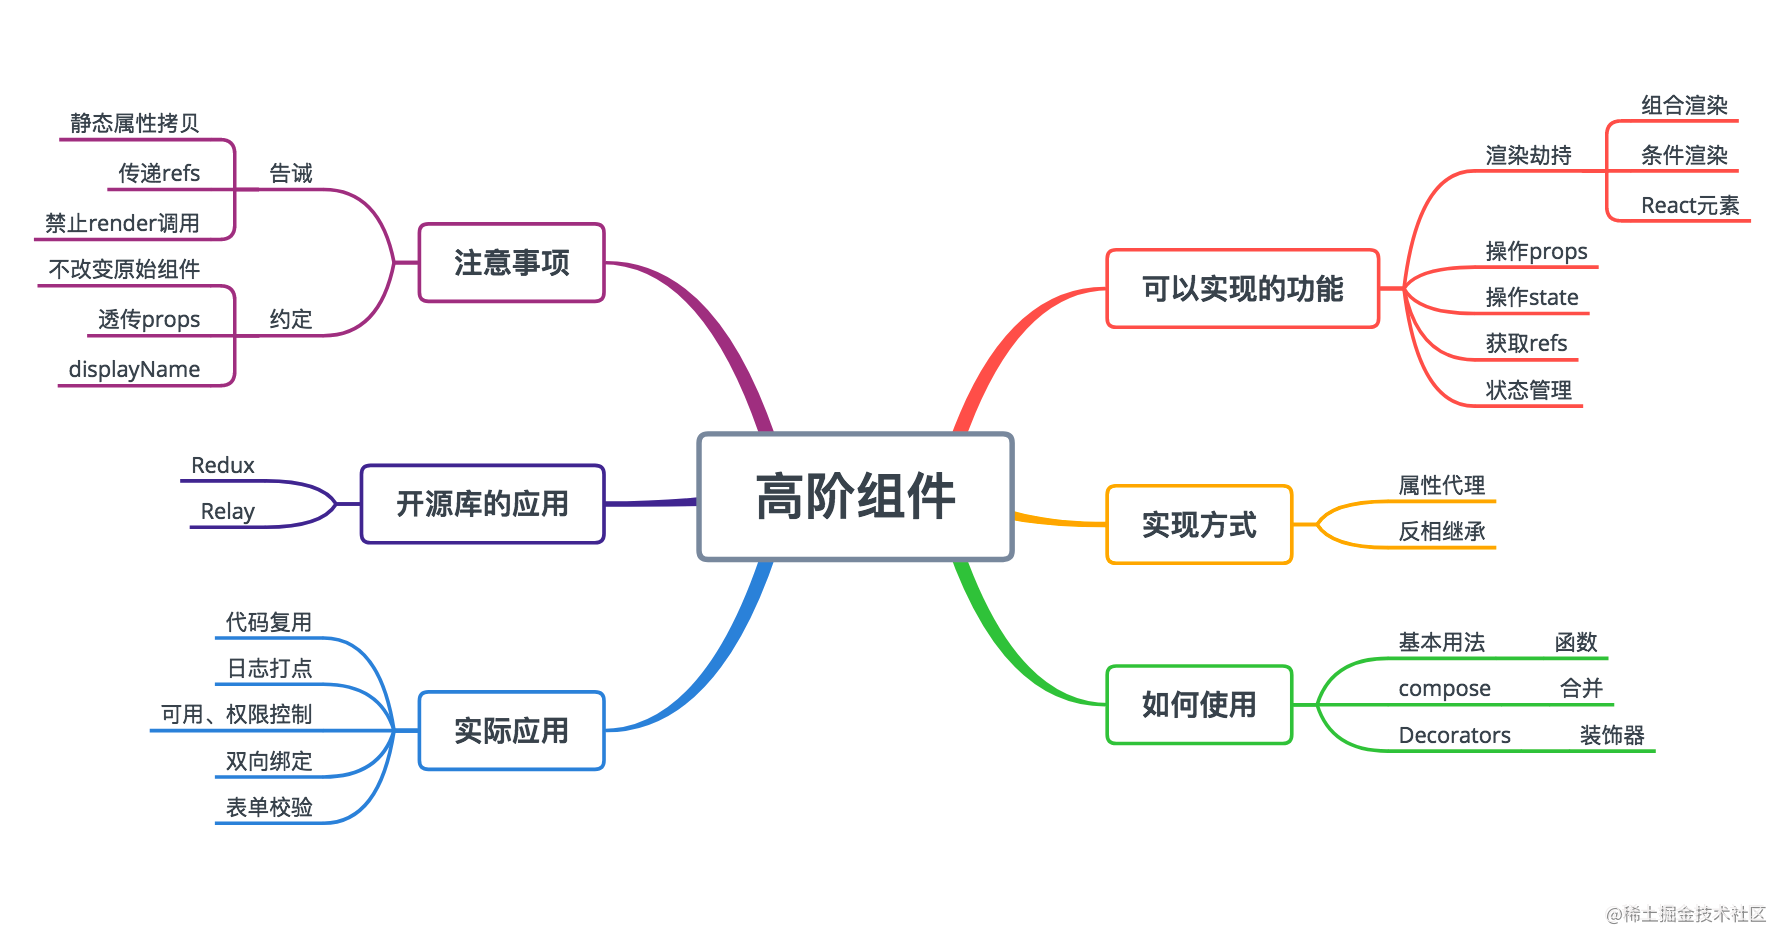 高阶组件
可以实现的功能
渲染劫持
组合渲染
条件渲染
React元素
操作props
操作state
获取refs
状态管理
实现方式
属性代理
反相继承
如何使用
基本用法
函数
compose
合并
Decorators
装饰器
注意事项
告诫
静态属性拷贝
传递refs
禁止render调用
约定
不改变原始组件
透传props
displayName
开源库的应用
Redux
Relay
实际应用
代码复用
日志打点
可用、权限控制
双向绑定
表单校验
@稀土掘金技术社区